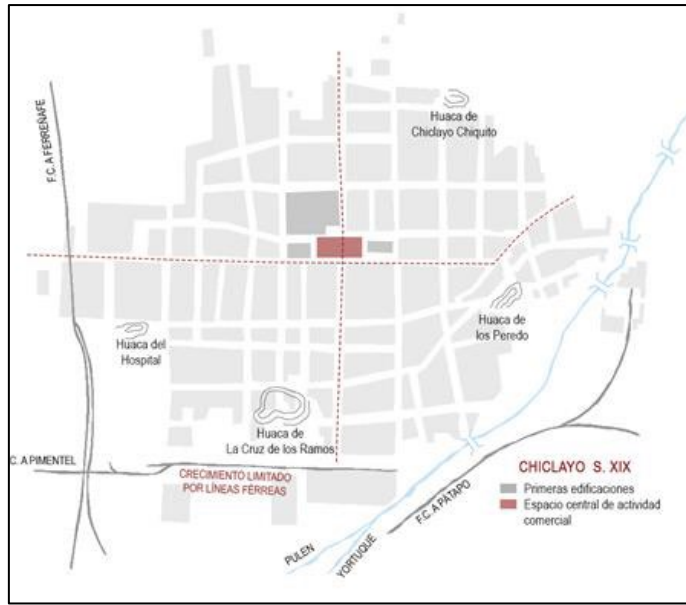 Huaca de
Chiclayo Chiquito
F.C. A FERREÑAFE
Huaca del
Hospital
Huaca de
los Peredo
Huaca de
La Cruz de los Ramos
C. A PIMENTEL
CRECIMIENTO LIMITADO
POR LÍNEAS FÉRREAS
PULEN
YORTUQUE
F.C. A PÁTAPO
CHICLAYO S. XIX
Primeras edificaciones
Espacio central de actividad
comercial